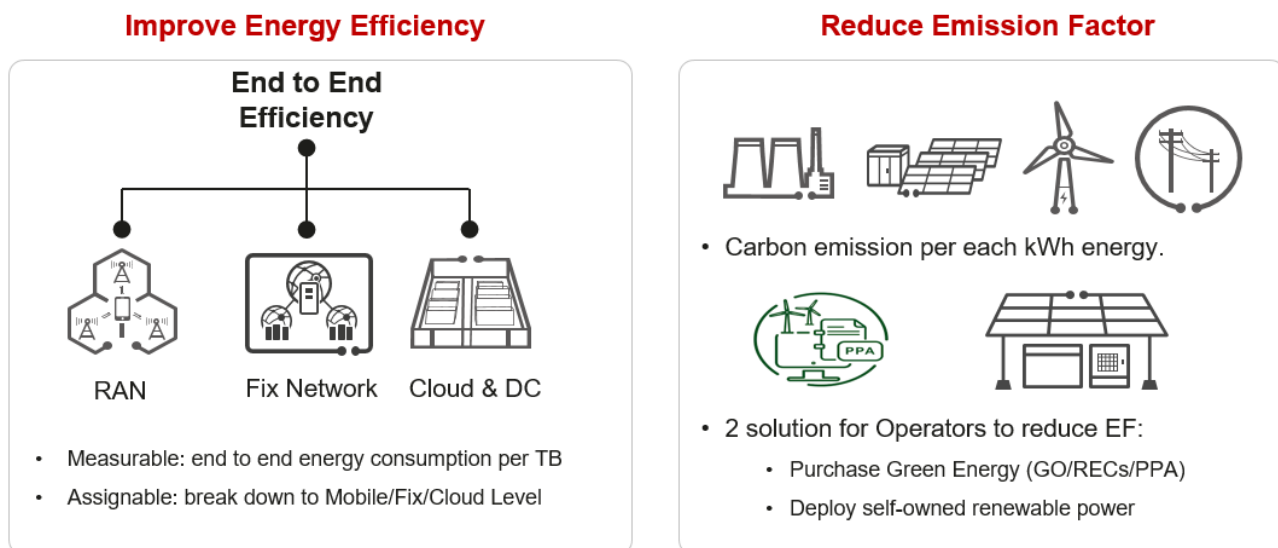 Improve Energy Efficiency
End to End
Efficiency
RAN
Fix Network
Cloud & DC
• Measurable: end to end energy consumption per TB
• Assignable: break down to Mobile/Fix/Cloud Level
Reduce Emission Factor
• Carbon emission per each kWh energy.
PPA
• 2 solution for Operators to reduce EF:
• Purchase Green Energy (GO/RECs/PPA)
• Deploy self-owned renewable power